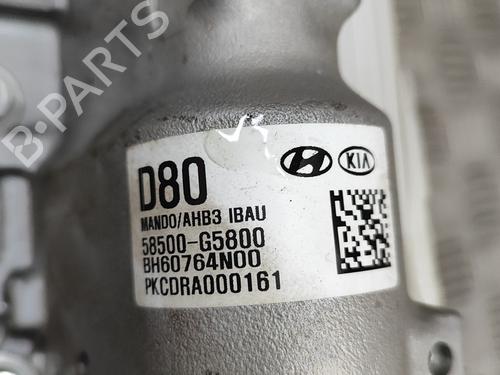 B-PARTS
KIA
D80
MANDO/AHB3 IBAU
58500-G5800
BH60764N00
PKCDRA000161